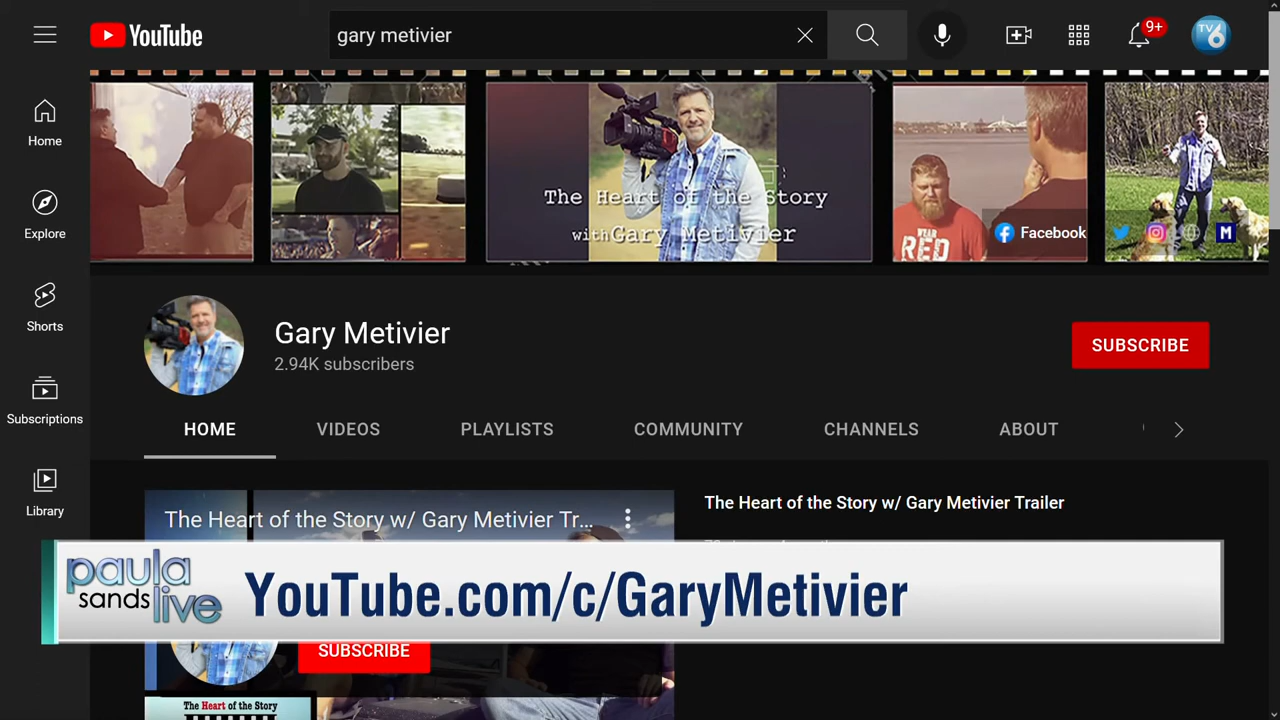 YouTube
gary metivier
9+
TV6
Home
Explore
Shorts
Subscriptions
Library
The Heart of the Story
with Gary Metivier
WEAR
RED
Facebook
M
Gary Metivier
2.94K subscribers
SUBSCRIBE
HOME VIDEOS PLAYLISTS COMMUNITY CHANNELS ABOUT
The Heart of the Story w/ Gary Metivier Tr...
The Heart of the Story w/ Gary Metivier Trailer
paula
sands live
YouTube.com/c/GaryMetivier
SUBSCRIBE
The Heart of the Story